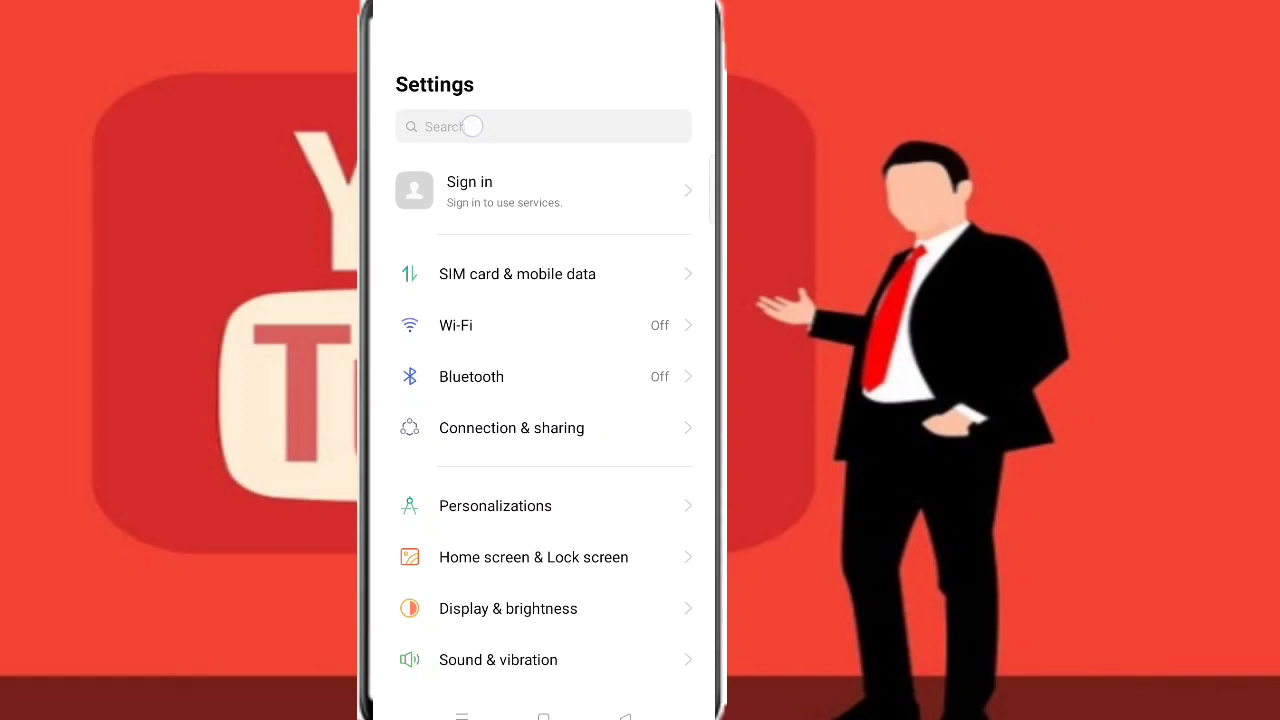 Settings
Search
Sign in
Sign in to use services.
SIM card & mobile data
Wi-Fi Off
Bluetooth Off
Connection & sharing
Personalizations
Home screen & Lock screen
Display & brightness
Sound & vibration
Y
T